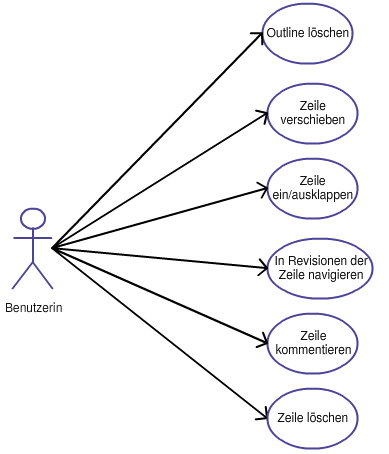 Outline löschen
Zeile
verschieben
Zeile
ein/ausklappen
In Revisionen der
Zeile navigieren
Benutzerin
Zeile
kommentieren
Zeile löschen